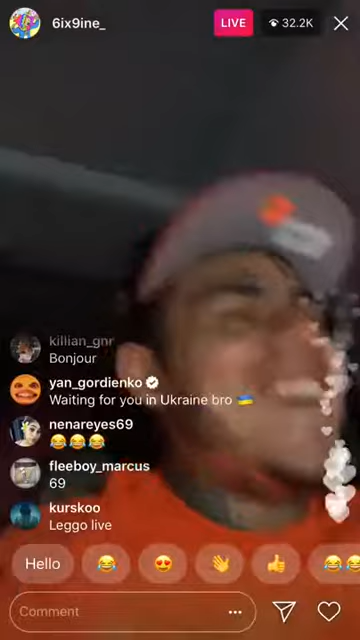 6ix9ine_
LIVE
32.2K
killian_gnr
Bonjour
yan_gordienko
Waiting for you in Ukraine bro 🇺🇦
nenareyes69
😂😂😂
fleeboy_marcus
69
kurskoo
Leggo live
Hello 😂 😍 👋 👍 😂😂
Comment